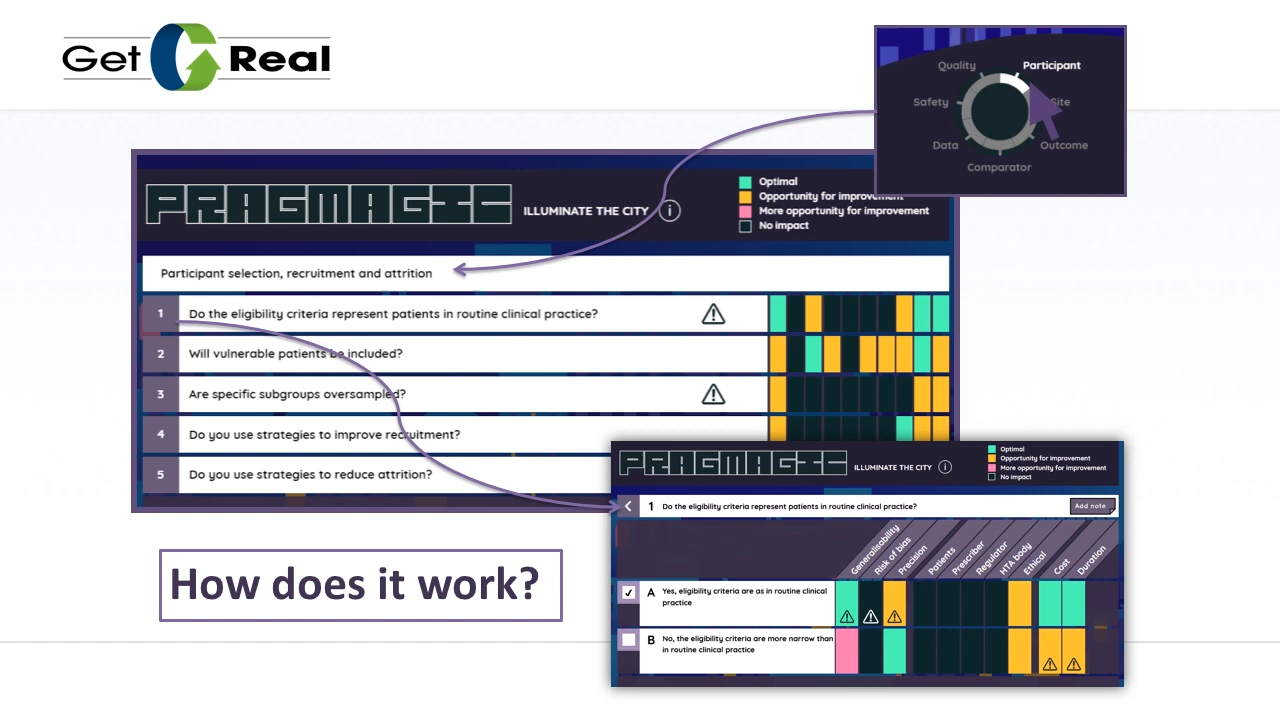 Get Real
Quality
Participant
Safety
Site
Data
Outcome
Comparator
PRAGMAGIC
ILLUMINATE THE CITY
i
Optimal
Opportunity for improvement
More opportunity for improvement
No impact
Participant selection, recruitment and attrition
1 Do the eligibility criteria represent patients in routine clinical practice?
2 Will vulnerable patients be included?
3 Are specific subgroups oversampled?
4 Do you use strategies to improve recruitment?
5 Do you use strategies to reduce attrition?
PRAGMAGIC
ILLUMINATE THE CITY
i
Optimal
Opportunity for improvement
More opportunity for improvement
No impact
1 Do the eligibility criteria represent patients in routine clinical practice?
Add note
Generalisability
Risk of bias
Precision
Patients
Prescriber
Regulator
HTA body
Ethical
Cost
Duration
A Yes, eligibility criteria are as in routine clinical
practice
B No, the eligibility criteria are more narrow than
in routine clinical practice
How does it work?